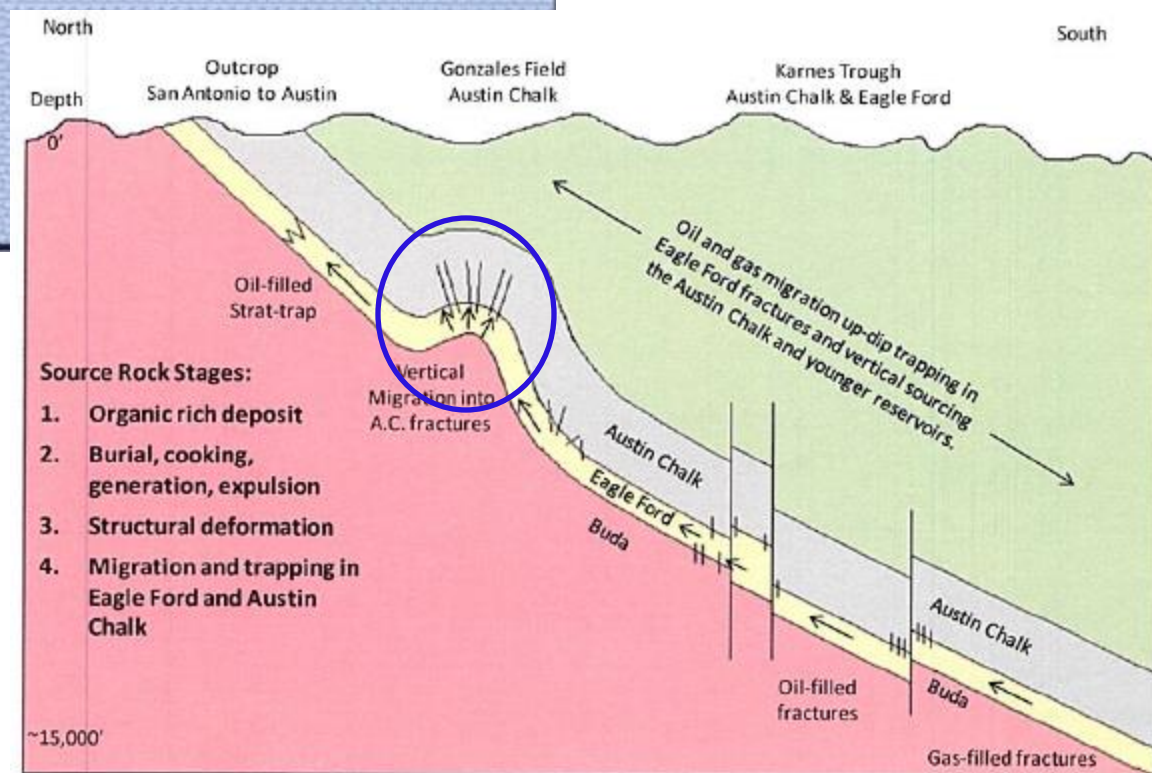 North
South
Outcrop
San Antonio to Austin
Gonzales Field
Austin Chalk
Karnes Trough
Austin Chalk & Eagle Ford
Depth
0'
Oil and gas migration up-dip trapping in
Eagle Ford fractures and vertical sourcing
the Austin Chalk and younger reservoirs.
Oil-filled
Strat-trap
Vertical
Migration into
A.C. fractures
Source Rock Stages:
1. Organic rich deposit
2. Burial, cooking,
generation, expulsion
3. Structural deformation
4. Migration and trapping in
Eagle Ford and Austin
Chalk
Austin Chalk
Eagle Ford
Buda
Austin Chalk
Buda
Oil-filled
fractures
~15,000'
Gas-filled fractures